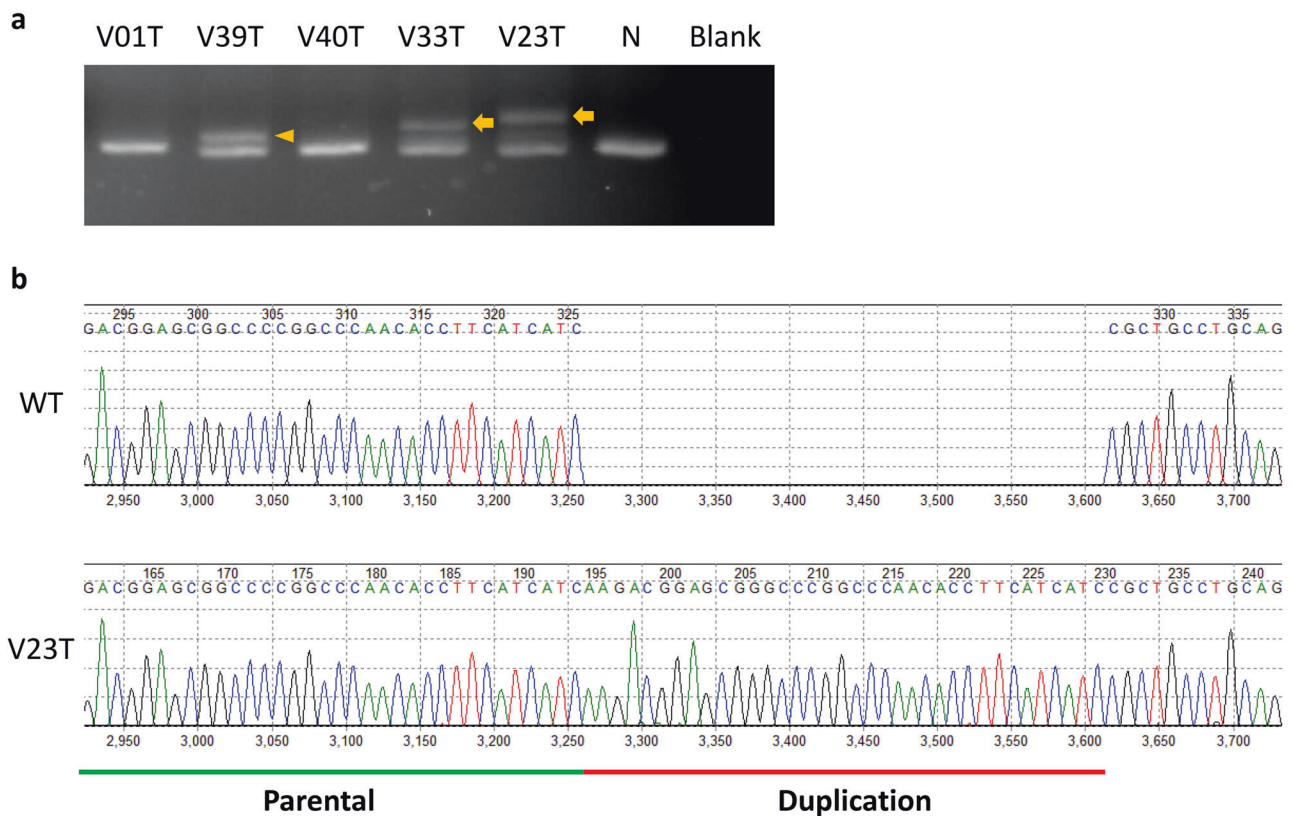 a
V01T V39T V40T V33T V23T N Blank
b
295 300 305 310 315 320 325 330 335
GACGGAGCGGCCCCGGCCCAACACCTTCATCATC CGCTGCCTGCAG
WT
2,950 3,000 3,050 3,100 3,150 3,200 3,250 3,300 3,350 3,400 3,450 3,500 3,550 3,600 3,650 3,700
165 170 175 180 185 190 195 200 205 210 215 220 225 230 235 240
GACGGAGCGGCCCCGGCCCAACACCTTCATCATCAAGACGGAGCGGGCCCGGCCCAACACCTTCATCATCCGCTGCCTGCAG
V23T
2,950 3,000 3,050 3,100 3,150 3,200 3,250 3,300 3,350 3,400 3,450 3,500 3,550 3,600 3,650 3,700
Parental Duplication